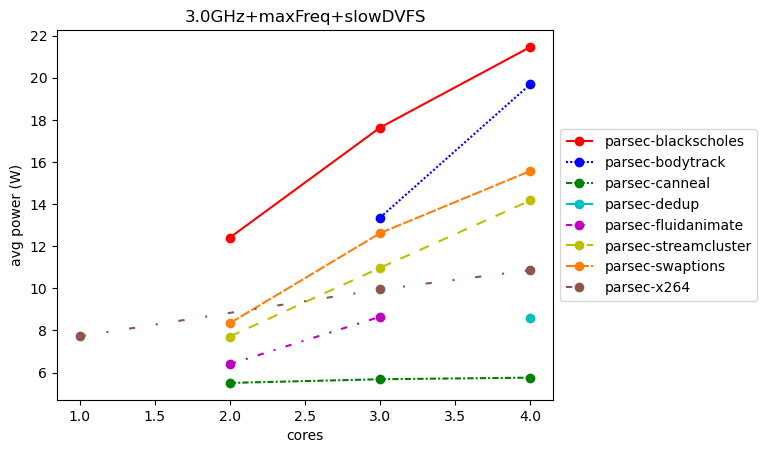 3.0GHz+maxFreq+slowDVFS
22
20
18
16
14
12
10
8
6
avg power (W)
1.0 1.5 2.0 2.5 3.0 3.5 4.0
cores
parsec-blackscholes
parsec-bodytrack
parsec-canneal
parsec-dedup
parsec-fluidanimate
parsec-streamcluster
parsec-swaptions
parsec-x264